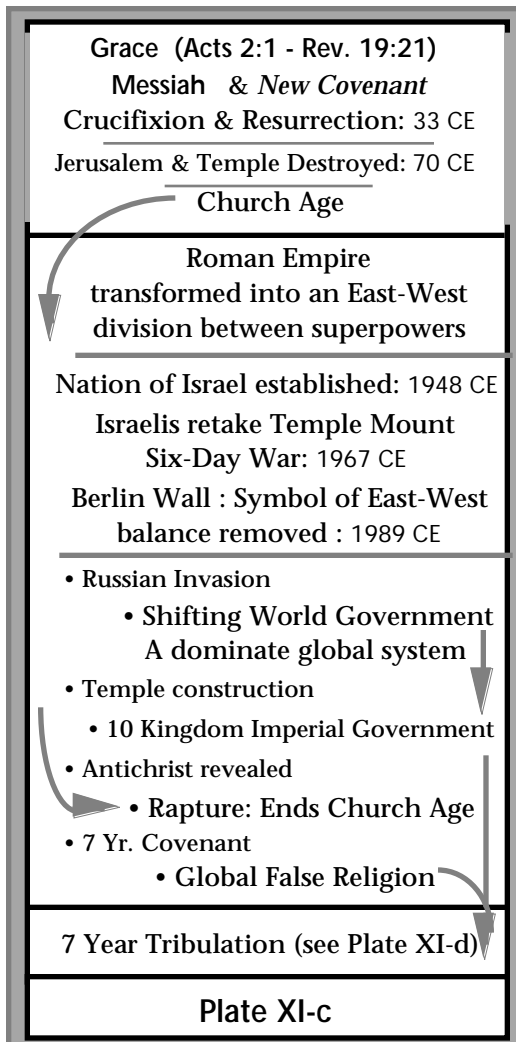 Grace (Acts 2:1 - Rev. 19:21)
Messiah & New Covenant
Crucifixion & Resurrection: 33 CE
Jerusalem & Temple Destroyed: 70 CE
Church Age
Roman Empire
transformed into an East-West
division between superpowers
Nation of Israel established: 1948 CE
Israelis retake Temple Mount
Six-Day War: 1967 CE
Berlin Wall : Symbol of East-West
balance removed : 1989 CE
• Russian Invasion
• Shifting World Government
A dominate global system
• Temple construction
• 10 Kingdom Imperial Government
• Antichrist revealed
• Rapture: Ends Church Age
• 7 Yr. Covenant
• Global False Religion
7 Year Tribulation (see Plate XI-d)
Plate XI-c